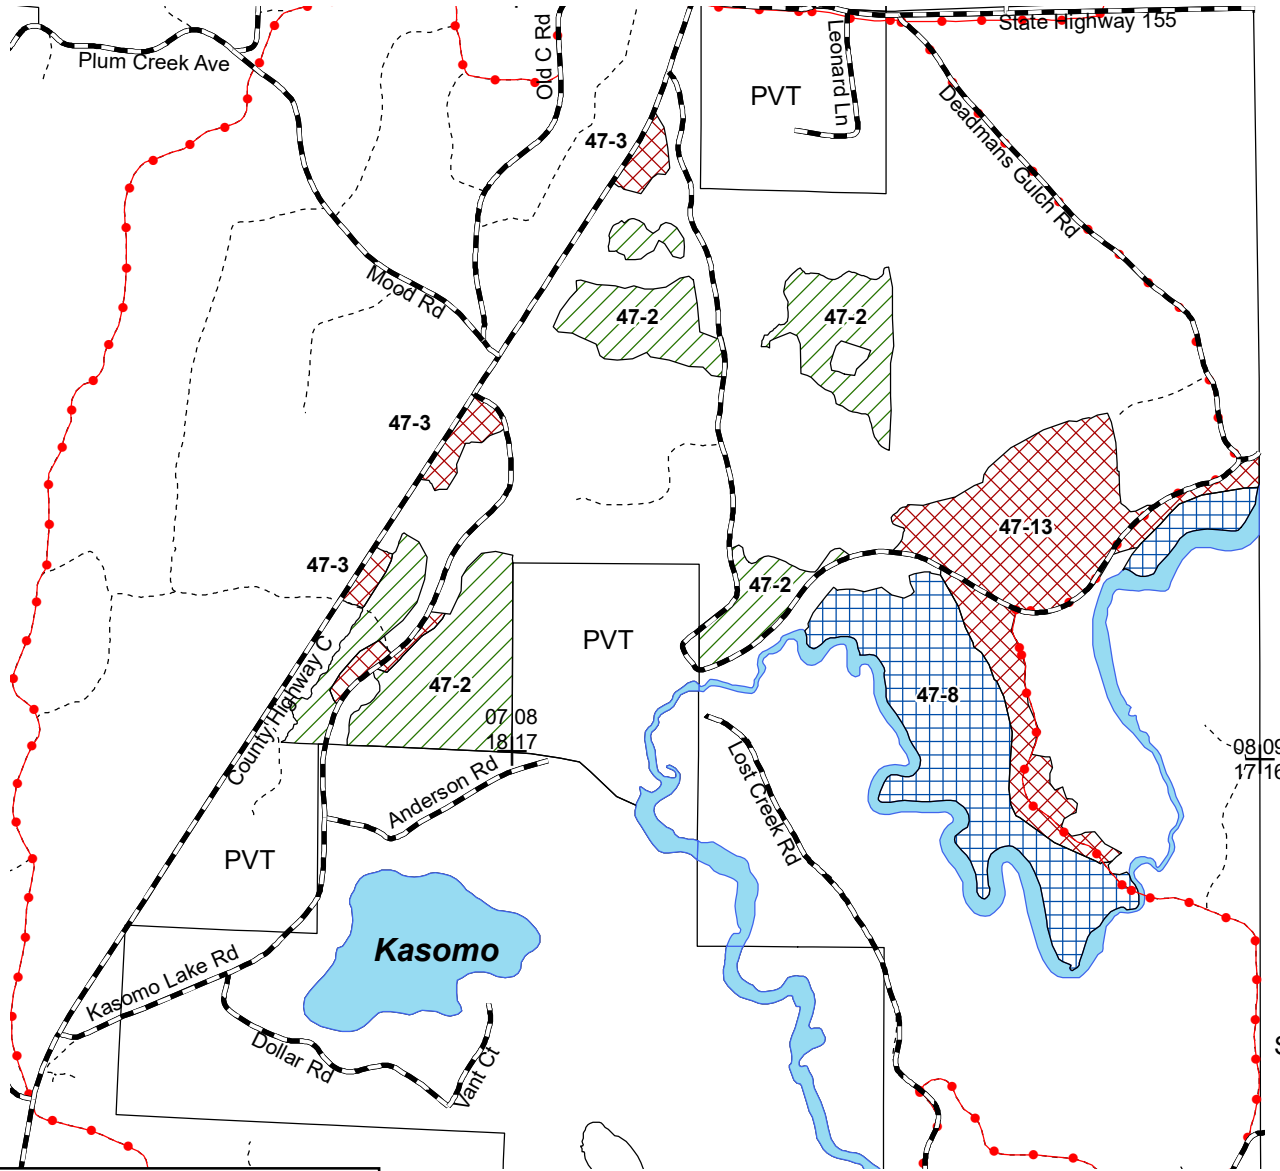 State Highway 155
Plum Creek Ave
Old C Rd
Leonard Ln
PVT
Deadmans Gulch Rd
47-3
Mood Rd
47-2
47-2
47-3
47-13
47-3
47-2
PVT
County Highway C
47-2
47-8
07 08
18 17
Lost Creek Rd
08 09
17 16
Anderson Rd
PVT
Kasomo
Kasomo Lake Rd
Dollar Rd
Vant Ct
S